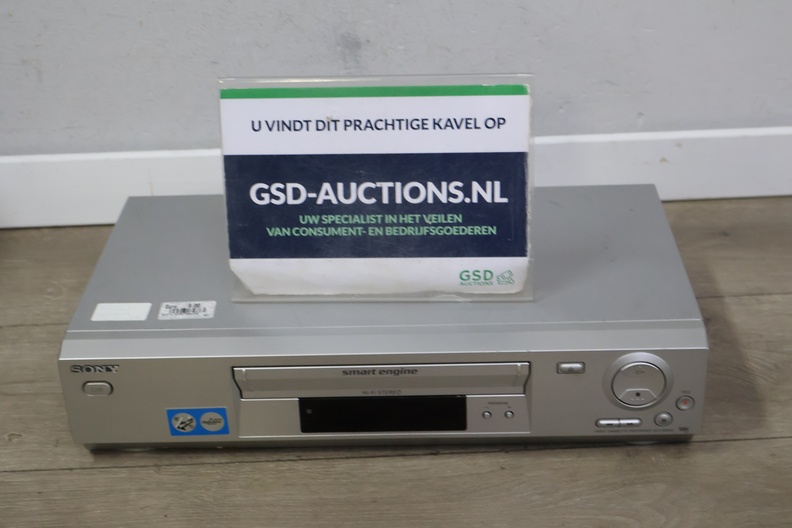 U VINDT DIT PRACHTIGE KAVEL OP
GSD-AUCTIONS.NL
UW SPECIALIST IN HET VEILEN
VAN CONSUMENT- EN BEDRIJFSGOEDEREN
GSD
AUCTIONS
SONY
smart engine
HI-FI STEREO